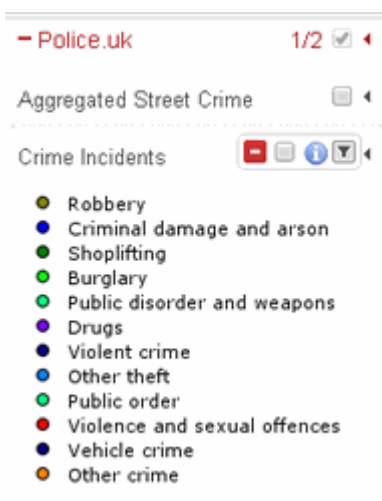 Police.uk 1/2
Aggregated Street Crime
Crime Incidents
Robbery
Criminal damage and arson
Shoplifting
Burglary
Public disorder and weapons
Drugs
Violent crime
Other theft
Public order
Violence and sexual offences
Vehicle crime
Other crime